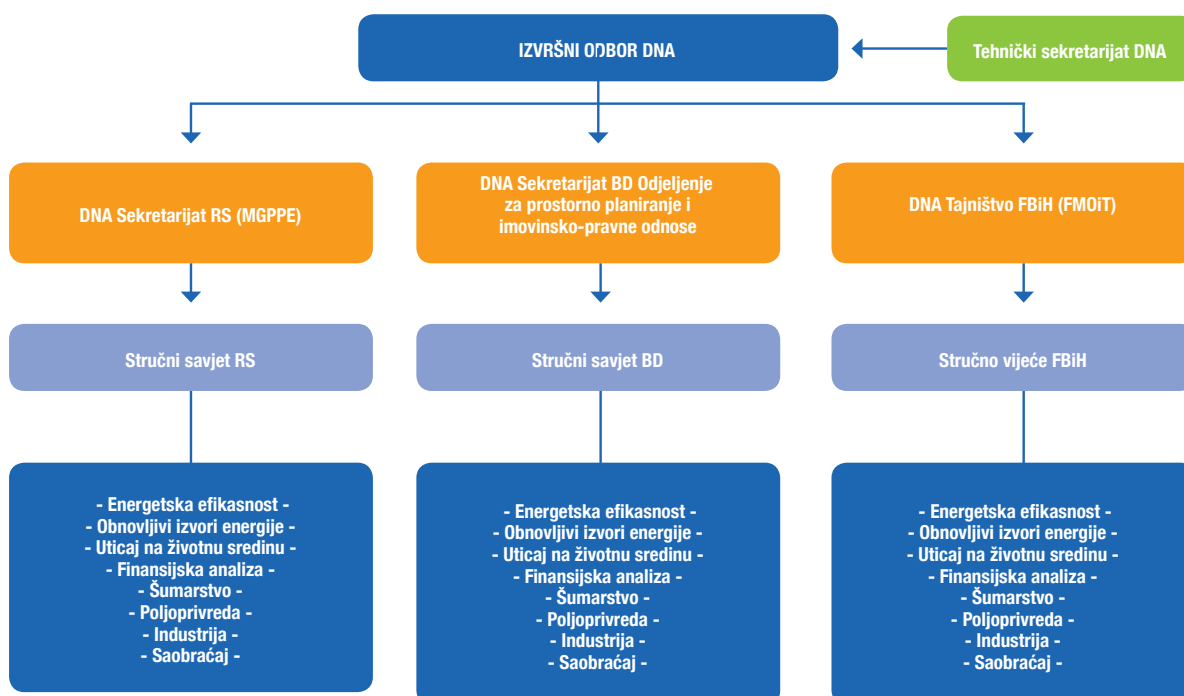 IZVRŠNI ODBOR DNA
Tehnički sekretarijat DNA
DNA Sekretarijat RS (MGPPE)
DNA Sekretarijat BD Odjeljenje
za prostorno planiranje i
imovinsko-pravne odnose
DNA Tajništvo FBiH (FMOiT)
Stručni savjet RS
Stručni savjet BD
Stručno vijeće FBiH
- Energetska efikasnost -
- Obnovljivi izvori energije -
- Uticaj na životnu sredinu -
- Finansijska analiza -
- Šumarstvo -
- Poljoprivreda -
- Industrija -
- Saobraćaj -
- Energetska efikasnost -
- Obnovljivi izvori energije -
- Uticaj na životnu sredinu -
- Finansijska analiza -
- Šumarstvo -
- Poljoprivreda -
- Industrija -
- Saobraćaj -
- Energetska efikasnost -
- Obnovljivi izvori energije -
- Uticaj na životnu sredinu -
- Finansijska analiza -
- Šumarstvo -
- Poljoprivreda -
- Industrija -
- Saobraćaj -